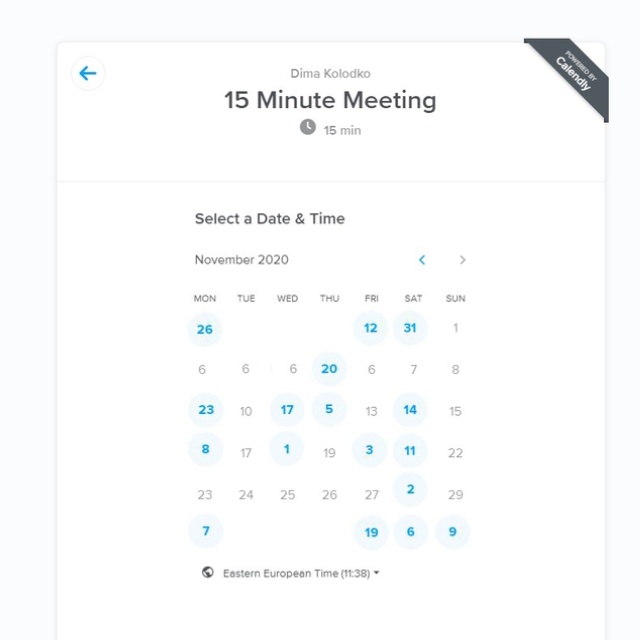 POWERED BY
Calendly
Dima Kolodko
15 Minute Meeting
15 min
Select a Date & Time
November 2020
MON TUE WED THU FRI SAT SUN
26 12 31 1
6 6 6 20 6 7 8
23 10 17 5 13 14 15
8 17 1 19 3 11 22
23 24 25 26 27 2 29
7 19 6 9
Eastern European Time (11:38)